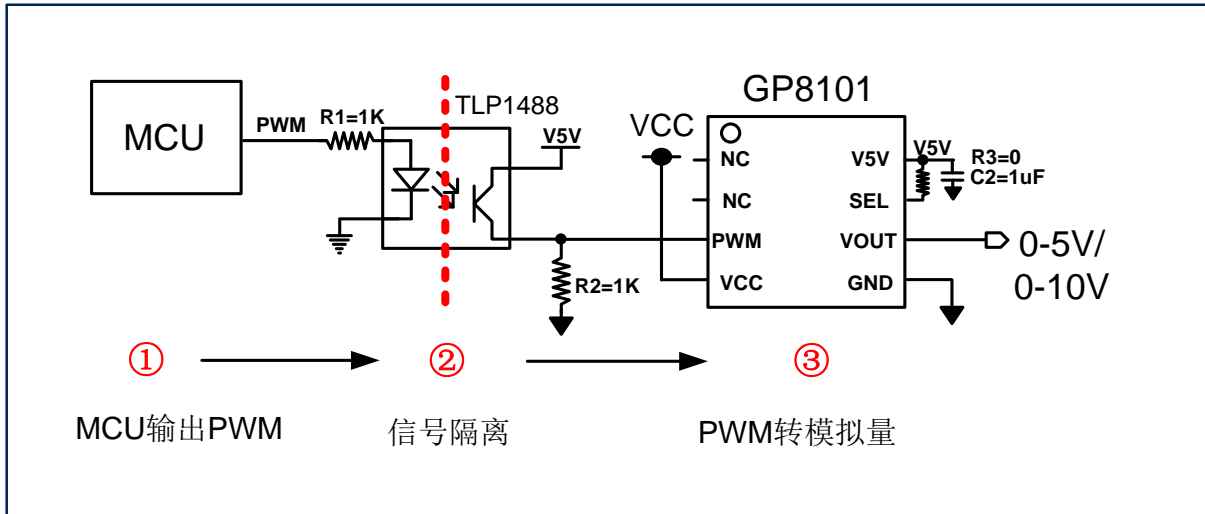 GP8101
TLP1488
MCU
PWM
R1=1K
V5V
VCC
NC
V5V
V5V
R3=0
C2=1uF
NC
SEL
PWM
VOUT
0-5V/
0-10V
VCC
GND
R2=1K
① ② ③
MCU输出PWM 信号隔离 PWM转模拟量